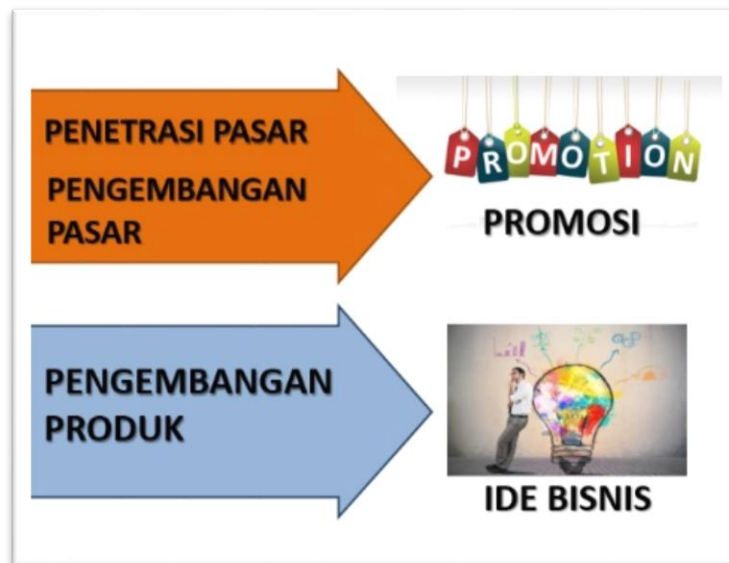 PENETRASI PASAR
PENGEMBANGAN
PASAR
PROMOTION
PROMOSI
PENGEMBANGAN
PRODUK
IDE BISNIS